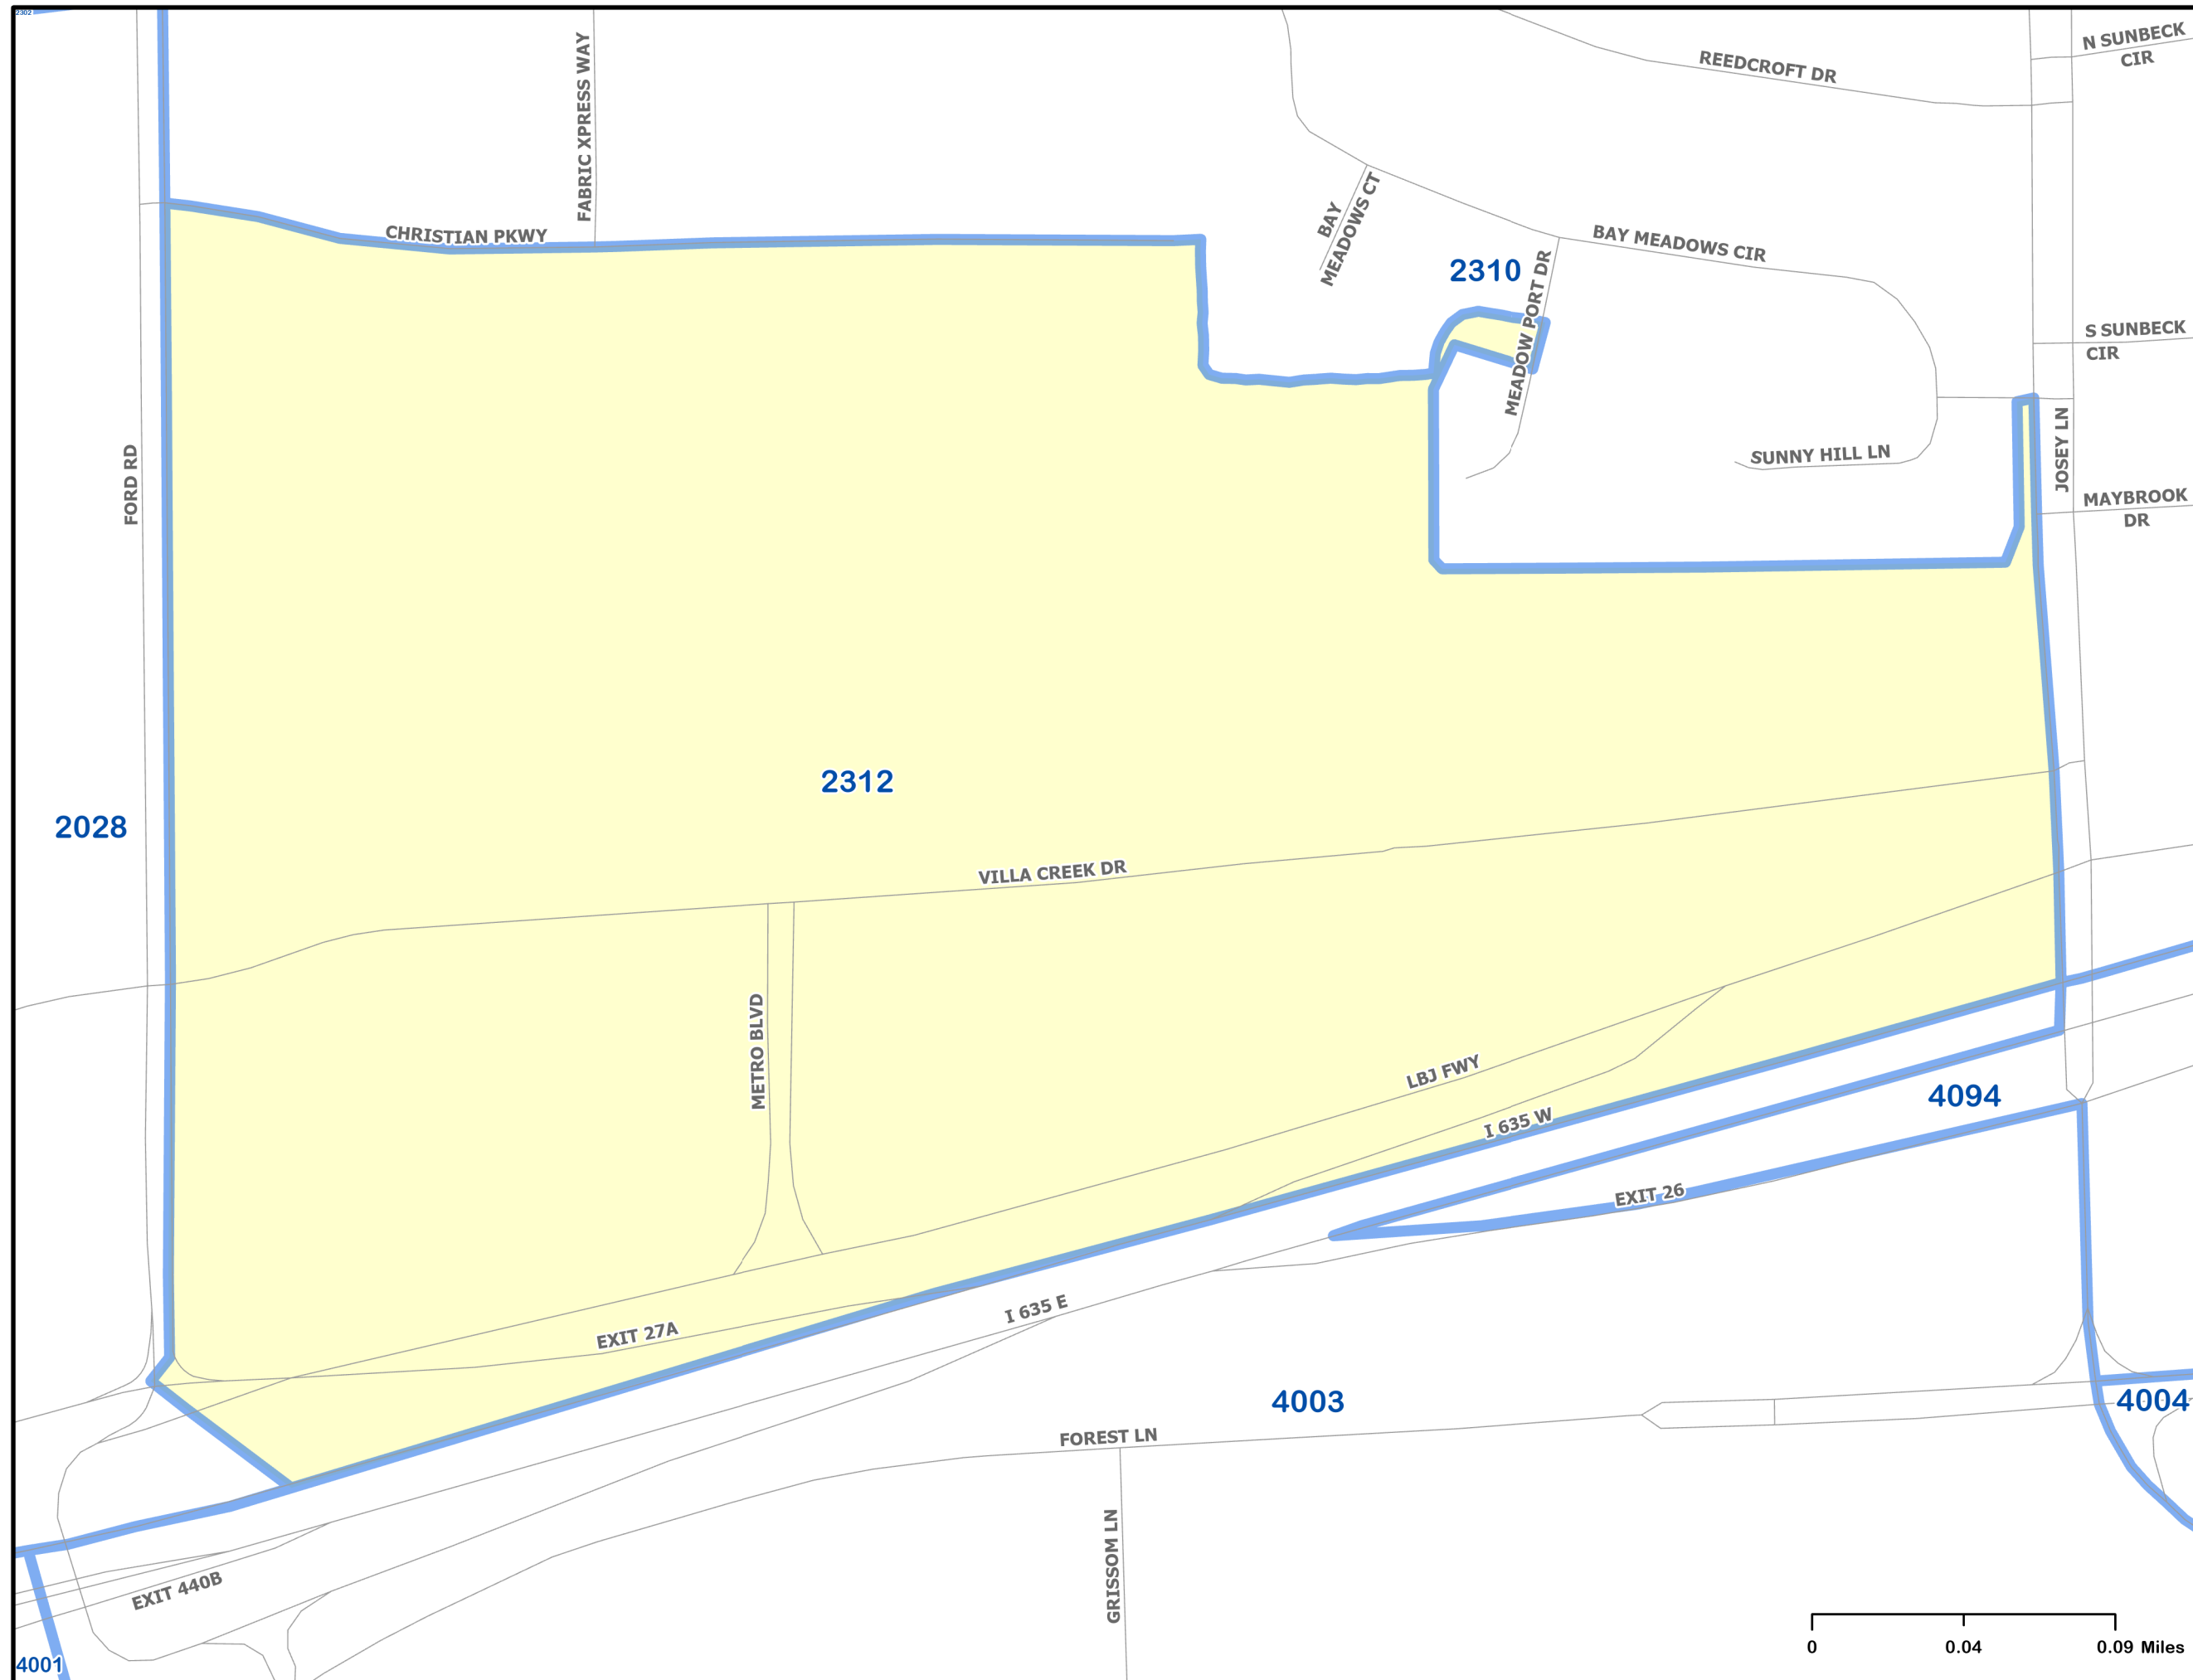 2302
N SUNBECK
CIR
REEDCROFT DR
FABRIC XPRESS WAY
BAY
MEADOWS CT
CHRISTIAN PKWY
BAY MEADOWS CIR
2310
MEADOW PORT DR
S SUNBECK
CIR
FORD RD
SUNNY HILL LN
JOSEY LN
MAYBROOK
DR
2312
2028
VILLA CREEK DR
METRO BLVD
LBJ FWY
4094
I 635 W
EXIT 26
I 635 E
EXIT 27A
4003
4004
FOREST LN
GRISSOM LN
EXIT 440B
4001
0
0.04
0.09 Miles